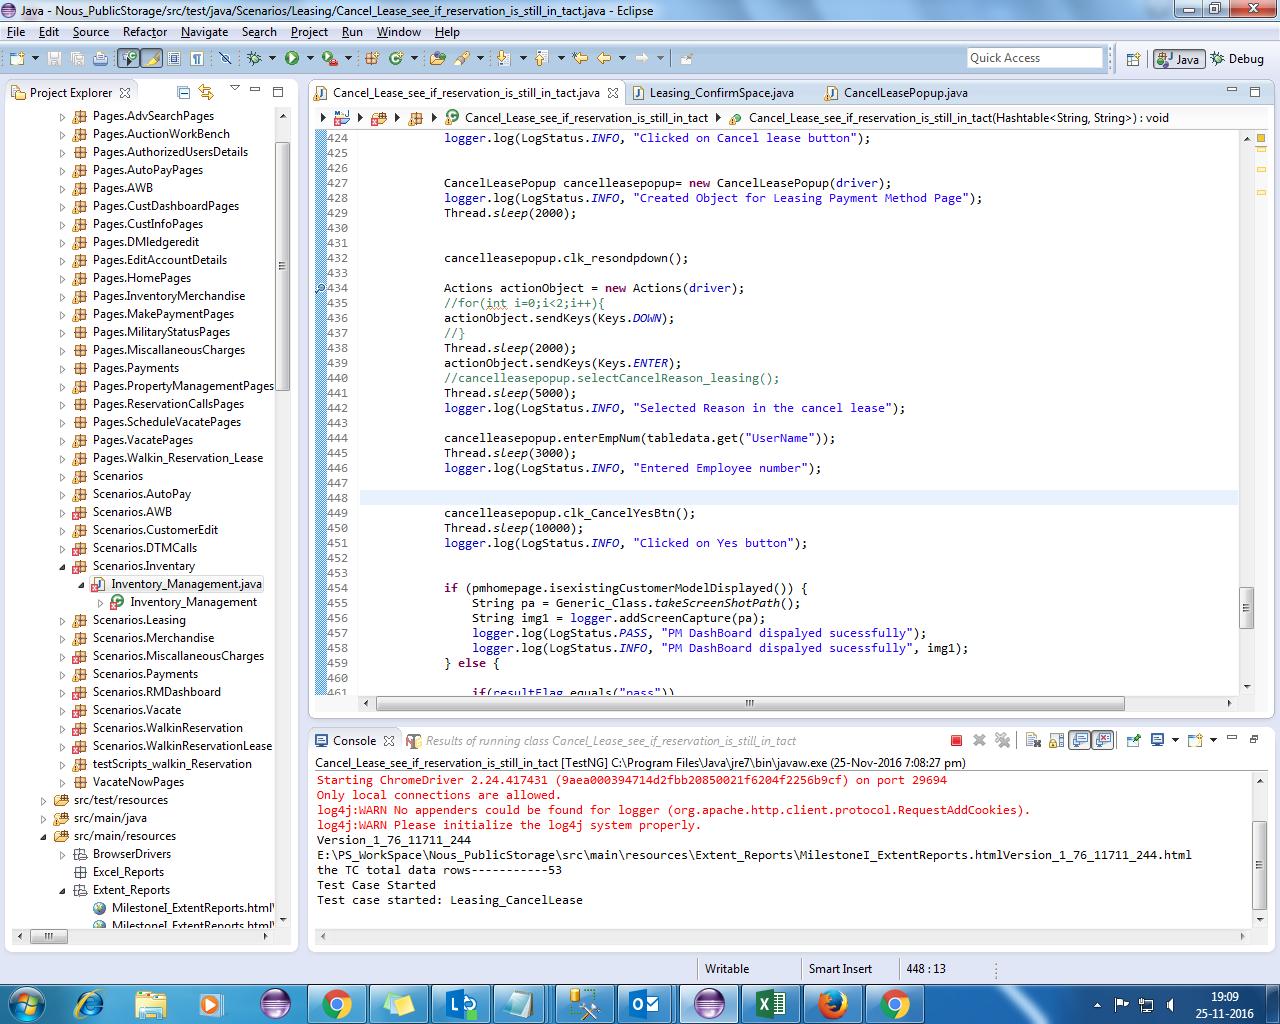 Java - Nous_PublicStorage/src/test/java/Scenarios/Leasing/Cancel_Lease_see_if_reservation_is_still_in_tact.java - Eclipse
File Edit Source Refactor Navigate Search Project Run Window Help
Quick Access
Java
Debug
Project Explorer
Pages.AdvSearchPages
Pages.AuctionWorkBench
Pages.AuthorizedUsersDetails
Pages.AutoPayPages
Pages.AWB
Pages.CustDashboardPages
Pages.CustInfoPages
Pages.DMledgeredit
Pages.EditAccountDetails
Pages.HomePages
Pages.InventoryMerchandise
Pages.MakePaymentPages
Pages.MilitaryStatusPages
Pages.MiscallaneousCharges
Pages.Payments
Pages.PropertyManagementPages
Pages.ReservationCallsPages
Pages.ScheduleVacatePages
Pages.VacatePages
Pages.Walkin_Reservation_Lease
Scenarios
Scenarios.AutoPay
Scenarios.AWB
Scenarios.CustomerEdit
Scenarios.DTMCalls
Scenarios.Inventory
Inventory_Management.java
Inventory_Management
Scenarios.Leasing
Scenarios.Merchandise
Scenarios.MiscallaneousCharges
Scenarios.Payments
Scenarios.RMDashboard
Scenarios.Vacate
Scenarios.WalkinReservation
Scenarios.WalkinReservationLease
testScripts_walkin_Reservation
VacateNowPages
src/test/resources
src/main/java
src/main/resources
BrowserDrivers
Excel_Reports
Extent_Reports
MilestoneI_ExtentReports.html
MilestoneI_ExtentReports.html
Cancel_Lease_see_if_reservation_is_still_in_tact.java
Leasing_ConfirmSpace.java
CancelLeasePopup.java
Cancel_Lease_see_if_reservation_is_still_in_tact
Cancel_Lease_see_if_reservation_is_still_in_tact(Hashtable<String, String>) : void
424 logger.log(LogStatus.INFO, "Clicked on Cancel lease button");
425
426
427 CancelLeasePopup cancelleasepopup= new CancelLeasePopup(driver);
428 logger.log(LogStatus.INFO, "Created Object for Leasing Payment Method Page");
429 Thread.sleep(2000);
430
431
432 cancelleasepopup.clk_resondpdown();
433
434 Actions actionObject = new Actions(driver);
435 //for(int i=0;i<2;i++){
436 actionObject.sendKeys(Keys.DOWN);
437 //}
438 Thread.sleep(2000);
439 actionObject.sendKeys(Keys.ENTER);
440 //cancelleasepopup.selectCancelReason_leasing();
441 Thread.sleep(5000);
442 logger.log(LogStatus.INFO, "Selected Reason in the cancel lease");
443
444 cancelleasepopup.enterEmpNum(tabledata.get("UserName"));
445 Thread.sleep(3000);
446 logger.log(LogStatus.INFO, "Entered Employee number");
447
448
449 cancelleasepopup.clk_CancelYesBtn();
450 Thread.sleep(10000);
451 logger.log(LogStatus.INFO, "Clicked on Yes button");
452
453
454 if (pmhomepage.isexistingCustomerModelDisplayed()) {
455 String pa = Generic_Class.takeScreenShotPath();
456 String img1 = logger.addScreenCapture(pa);
457 logger.log(LogStatus.PASS, "PM DashBoard dispalyed sucessfully");
458 logger.log(LogStatus.INFO, "PM DashBoard dispalyed sucessfully", img1);
459 } else {
460
461 if(resultFlag.equals("pass"))
Console
Results of running class Cancel_Lease_see_if_reservation_is_still_in_tact
Cancel_Lease_see_if_reservation_is_still_in_tact [TestNG] C:\Program Files\Java\jre7\bin\javaw.exe (25-Nov-2016 7:08:27 pm)
Starting ChromeDriver 2.24.417431 (9aea000394714d2fbb20850021f6204f2256b9cf) on port 29694
Only local connections are allowed.
log4j:WARN No appenders could be found for logger (org.apache.http.client.protocol.RequestAddCookies).
log4j:WARN Please initialize the log4j system properly.
Version_1_76_11711_244
E:\PS_WorkSpace\Nous_PublicStorage\src\main\resources\Extent_Reports\MilestoneI_ExtentReports.htmlVersion_1_76_11711_244.html
the TC total data rows-----------53
Test Case Started
Test case started: Leasing_CancelLease
Writable
Smart Insert
448 : 13
19:09
25-11-2016